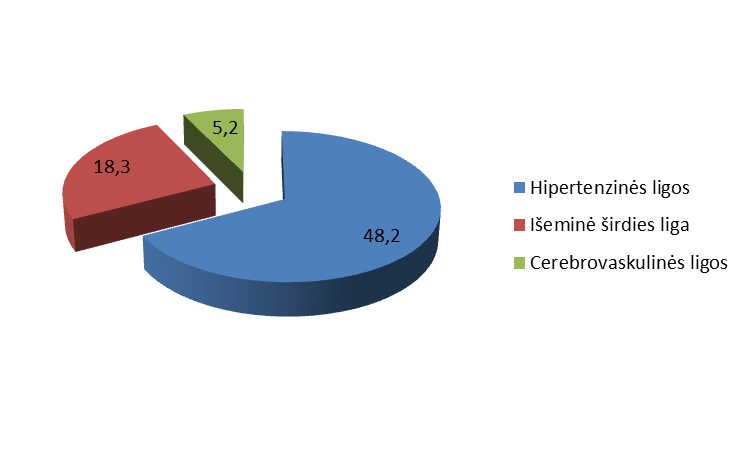 5,2
18,3
48,2
Hipertenzinės ligos
Išeminė širdies liga
Cerebrovaskulinės ligos